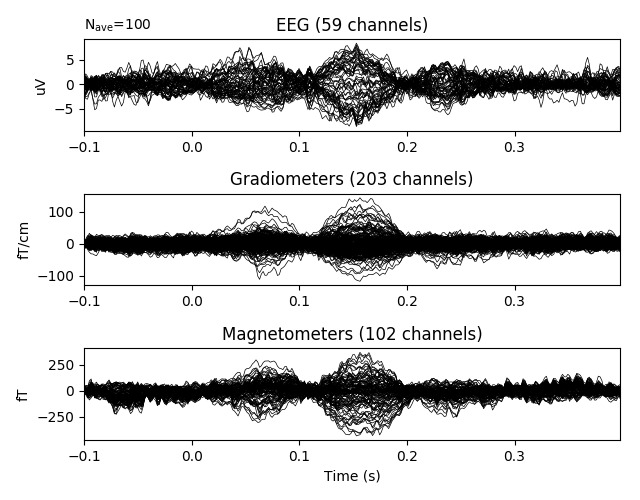 N_ave=100
EEG (59 channels)
5
0
−5
uV
−0.1 0.0 0.1 0.2 0.3
Gradiometers (203 channels)
100
0
−100
fT/cm
−0.1 0.0 0.1 0.2 0.3
Magnetometers (102 channels)
250
0
−250
fT
−0.1 0.0 0.1 0.2 0.3
Time (s)